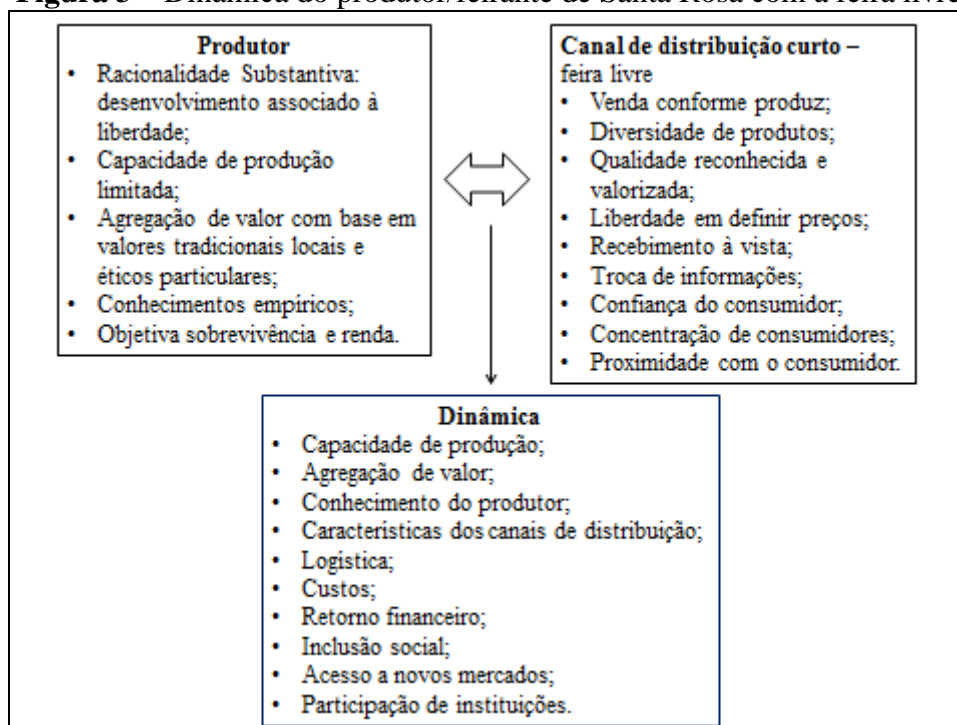 Figura 3 – Dinâmica do produtor/feirante de Santa Rosa com a feira livre
Produtor
• Racionalidade Substantiva:
desenvolvimento associado à
liberdade;
• Capacidade de produção
limitada;
• Agregação de valor com base em
valores tradicionais locais e
éticos particulares;
• Conhecimentos empíricos;
• Objetiva sobrevivência e renda.
Canal de distribuição curto –
feira livre
• Venda conforme produz;
• Diversidade de produtos;
• Qualidade reconhecida e
valorizada;
• Liberdade em definir preços;
• Recebimento à vista;
• Troca de informações;
• Confiança do consumidor;
• Concentração de consumidores;
• Proximidade com o consumidor.
Dinâmica
• Capacidade de produção;
• Agregação de valor;
• Conhecimento do produtor;
• Características dos canais de distribuição;
• Logística;
• Custos;
• Retorno financeiro;
• Inclusão social;
• Acesso a novos mercados;
• Participação de instituições.